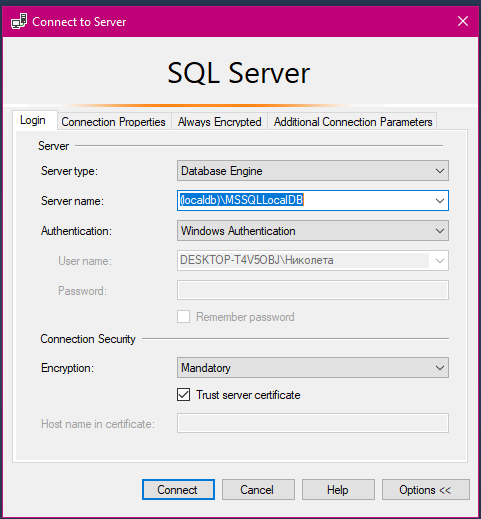 Connect to Server
SQL Server
Login Connection Properties Always Encrypted Additional Connection Parameters
Server
Server type: Database Engine
Server name: (localdb)\MSSQLLocalDB
Authentication: Windows Authentication
User name: DESKTOP-T4V5OBJ\Николета
Password:
Remember password
Connection Security
Encryption: Mandatory
Trust server certificate
Host name in certificate:
Connect Cancel Help Options <<